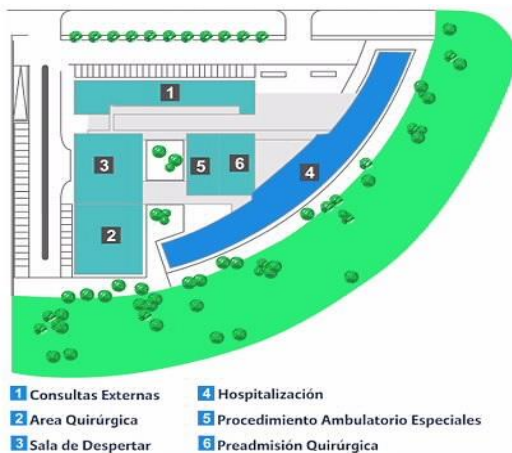 1
3
5 6
4
2
1 Consultas Externas
2 Area Quirúrgica
3 Sala de Despertar
4 Hospitalización
5 Procedimiento Ambulatorio Especiales
6 Preadmisión Quirúrgica